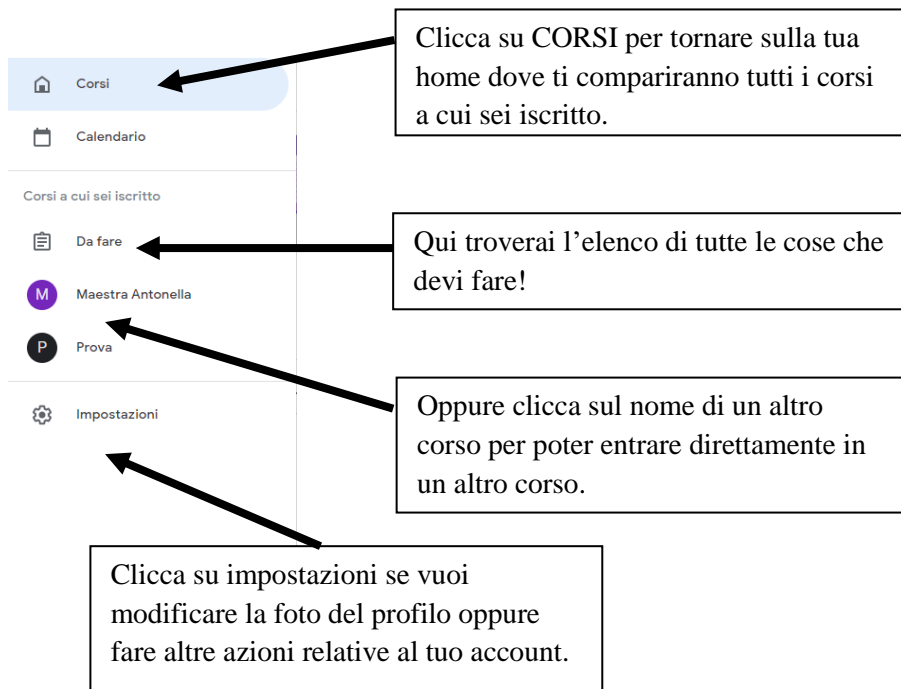 Corsi
Calendario
Corsi a cui sei iscritto
Da fare
M Maestra Antonella
P Prova
Impostazioni
Clicca su CORSI per tornare sulla tua
home dove ti compariranno tutti i corsi
a cui sei iscritto.
Qui troverai l’elenco di tutte le cose che
devi fare!
Oppure clicca sul nome di un altro
corso per poter entrare direttamente in
un altro corso.
Clicca su impostazioni se vuoi
modificare la foto del profilo oppure
fare altre azioni relative al tuo account.